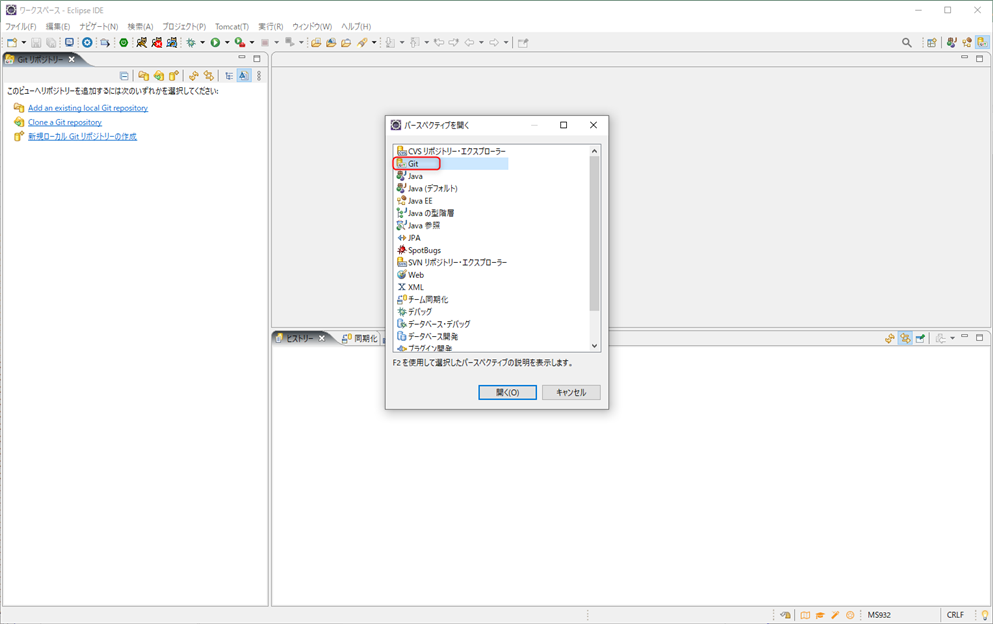 ワークスペース - Eclipse IDE
ファイル(F) 編集(E) ナビゲート(N) 検索(A) プロジェクト(P) Tomcat(T) 実行(R) ウィンドウ(W) ヘルプ(H)
Git リポジトリー
このビューへリポジトリーを追加するには次のいずれかを選択してください:
Add an existing local Git repository
Clone a Git repository
新規ローカル Git リポジトリーの作成
パースペクティブを開く
CVS リポジトリー・エクスプローラー
Git
Java
Java (デフォルト)
Java EE
Java の型階層
Java 参照
JPA
SpotBugs
SVN リポジトリー・エクスプローラー
Web
XML
チーム同期化
デバッグ
データベース・デバッグ
データベース開発
プラグイン開発
F2 を使用して選択したパースペクティブの説明を表示します。
開く(O) キャンセル
ヒストリー 同期化
MS932 CRLF